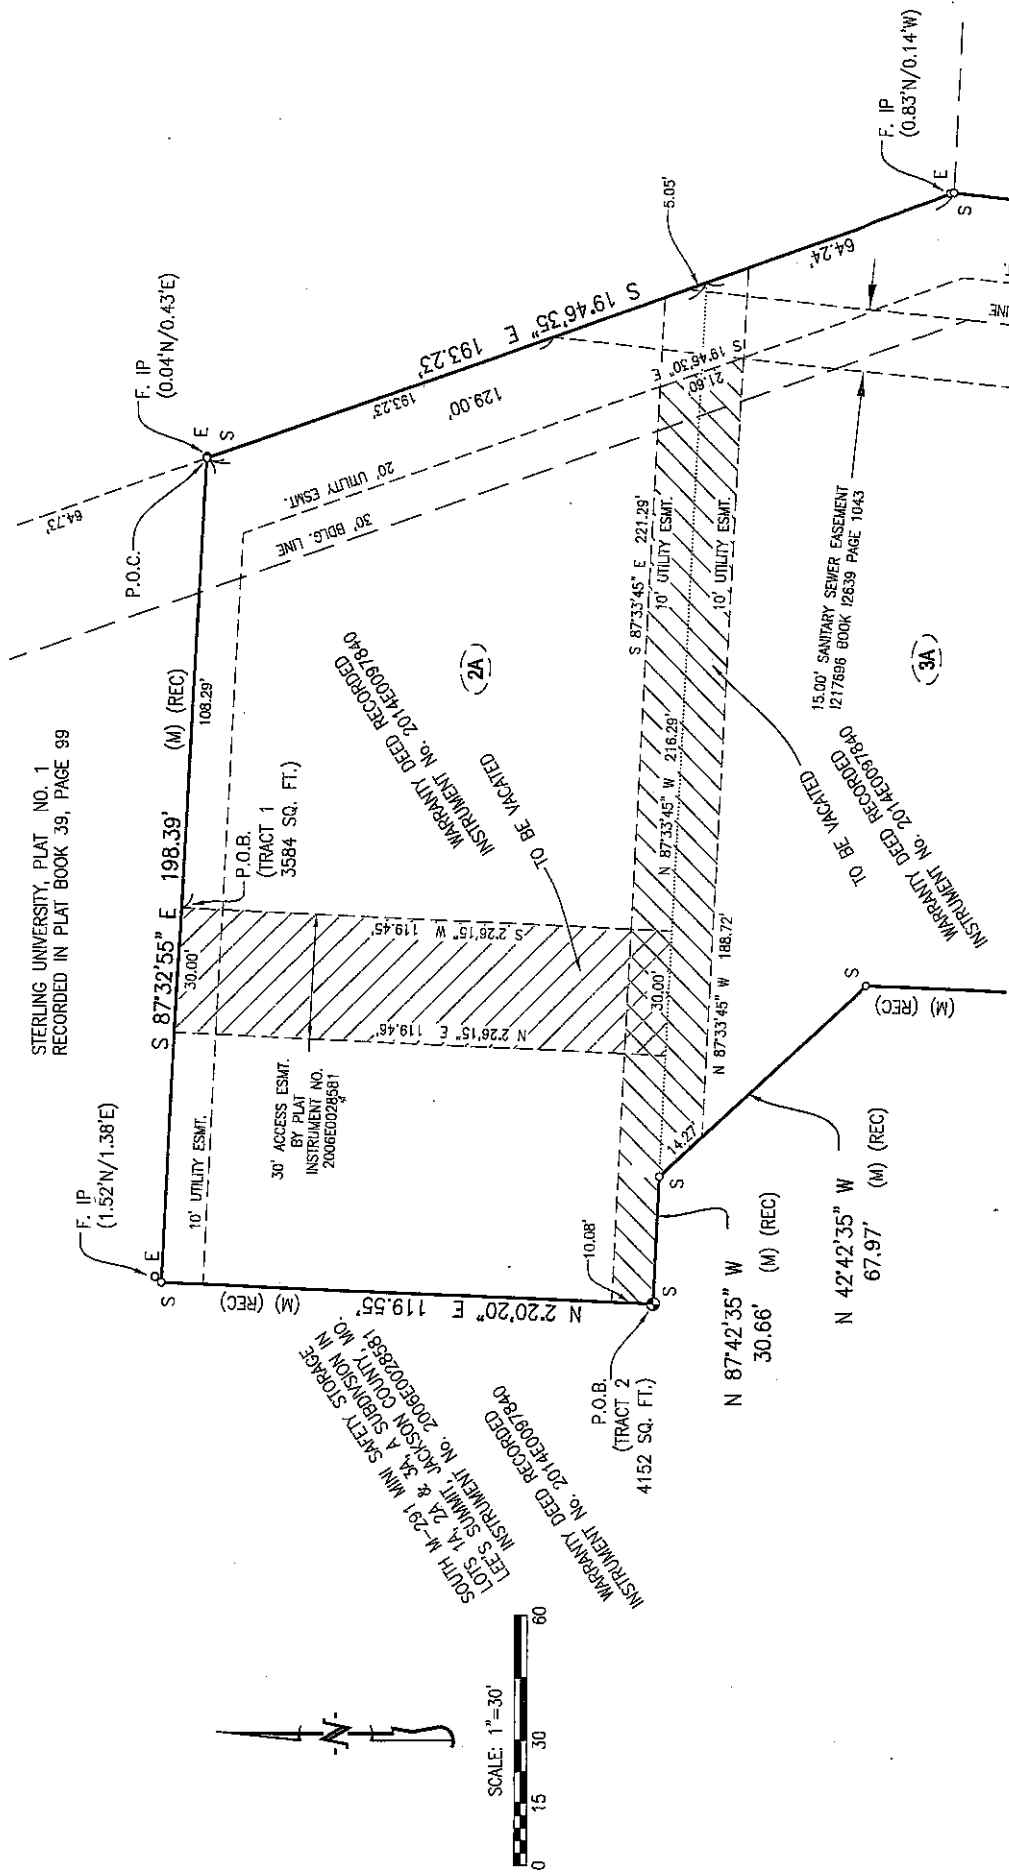 STERLING UNIVERSITY, PLAT NO. 1
RECORDED IN PLAT BOOK 39, PAGE 99
F. IP
(1.52'N/1.38'E)
E
S
S 87°32'55" E 198.39'
(M) (REC)
30.00'
108.29'
P.O.C.
F. IP
(0.04'N/0.43'E)
E
S
64.73'
10' UTILITY ESMT.
P.O.B.
(TRACT 1
3584 SQ. FT.)
30' ACCESS ESMT.
BY PLAT
INSTRUMENT NO.
2006E0028581
N 2°26'15" E 119.46'
S 2°26'15" W 119.45'
20' UTILITY ESMT.
30' BDLG. LINE
193.23'
129.00'
S 19°46'35" E
193.23'
WARRANTY DEED RECORDED
INSTRUMENT No. 2014E0097840
2A
TO BE VACATED
N 2°20'20" E 119.55'
(M) (REC)
10.08'
S 87°33'45" E 221.29'
10' UTILITY ESMT.
30.00'
N 87°33'45" W 216.29'
10' UTILITY ESMT.
N 87°33'45" W 188.72'
S 19°46'30" E
21.60'
5.05'
64.24'
F. IP
(0.83'N/0.14'W)
E
S
14.27'
S
S
P.O.B.
(TRACT 2
4152 SQ. FT.)
N 87°42'35" W
30.66'
(M) (REC)
N 42°42'35" W
67.97'
(M) (REC)
S
(M) (REC)
TO BE VACATED
WARRANTY DEED RECORDED
INSTRUMENT No. 2014E0097840
15.00' SANITARY SEWER EASEMENT
I217696 BOOK I2639 PAGE 1043
3A
LINE
SOUTH M-291 MINI SAFETY STORAGE
LOTS 1A, 2A & 3A, A SUBDIVISION IN
LEE'S SUMMIT, JACKSON COUNTY, MO.
INSTRUMENT No. 2006E0028581
WARRANTY DEED RECORDED
INSTRUMENT No. 2014E0097840
N
SCALE: 1"=30'
0 15 30 60